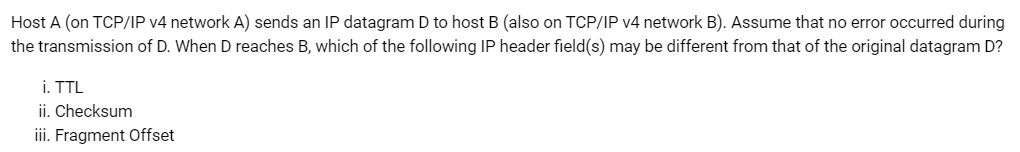 Host A (on TCP/IP v4 network A) sends an IP datagram D to host B (also on TCP/IP v4 network B). Assume that no error occurred during
the transmission of D. When D reaches B, which of the following IP header field(s) may be different from that of the original datagram D?
i. TTL
ii. Checksum
iii. Fragment Offset